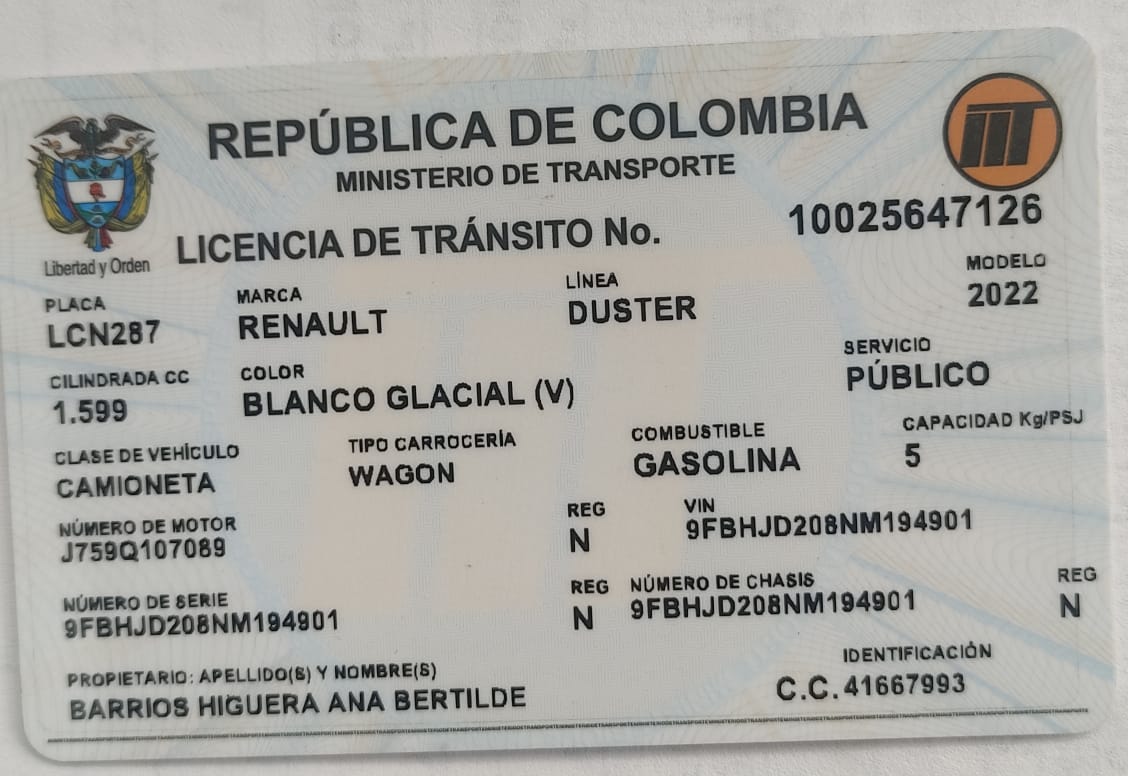 REPÚBLICA DE COLOMBIA
MINISTERIO DE TRANSPORTE
Libertad y Orden
LICENCIA DE TRÁNSITO No. 10025647126
PLACA MARCA LÍNEA MODELO
LCN287 RENAULT DUSTER 2022
CILINDRADA CC COLOR SERVICIO
1.599 BLANCO GLACIAL (V) PÚBLICO
CLASE DE VEHÍCULO TIPO CARROCERÍA COMBUSTIBLE CAPACIDAD Kg/PSJ
CAMIONETA WAGON GASOLINA 5
NÚMERO DE MOTOR REG VIN
J759Q107089 N 9FBHJD208NM194901
NÚMERO DE SERIE REG NÚMERO DE CHASIS REG
9FBHJD208NM194901 N 9FBHJD208NM194901 N
PROPIETARIO: APELLIDO(S) Y NOMBRE(S) IDENTIFICACIÓN
BARRIOS HIGUERA ANA BERTILDE C.C. 41667993